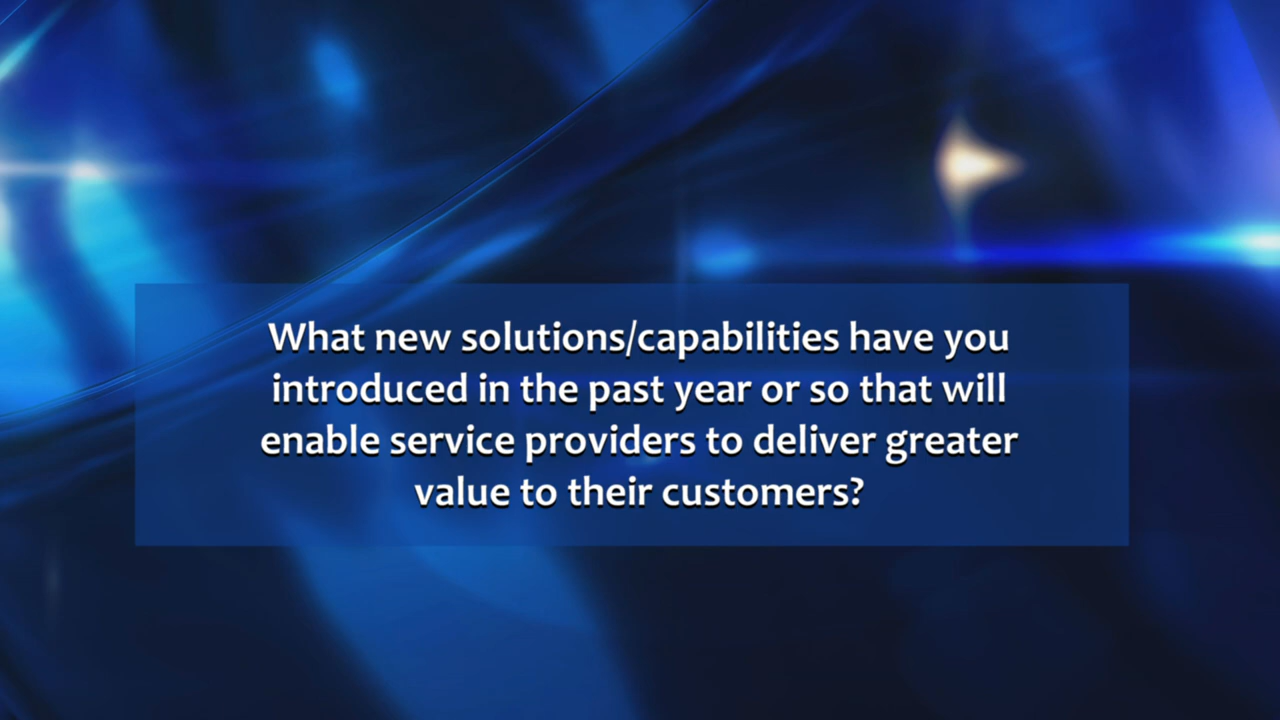 What new solutions/capabilities have you
introduced in the past year or so that will
enable service providers to deliver greater
value to their customers?